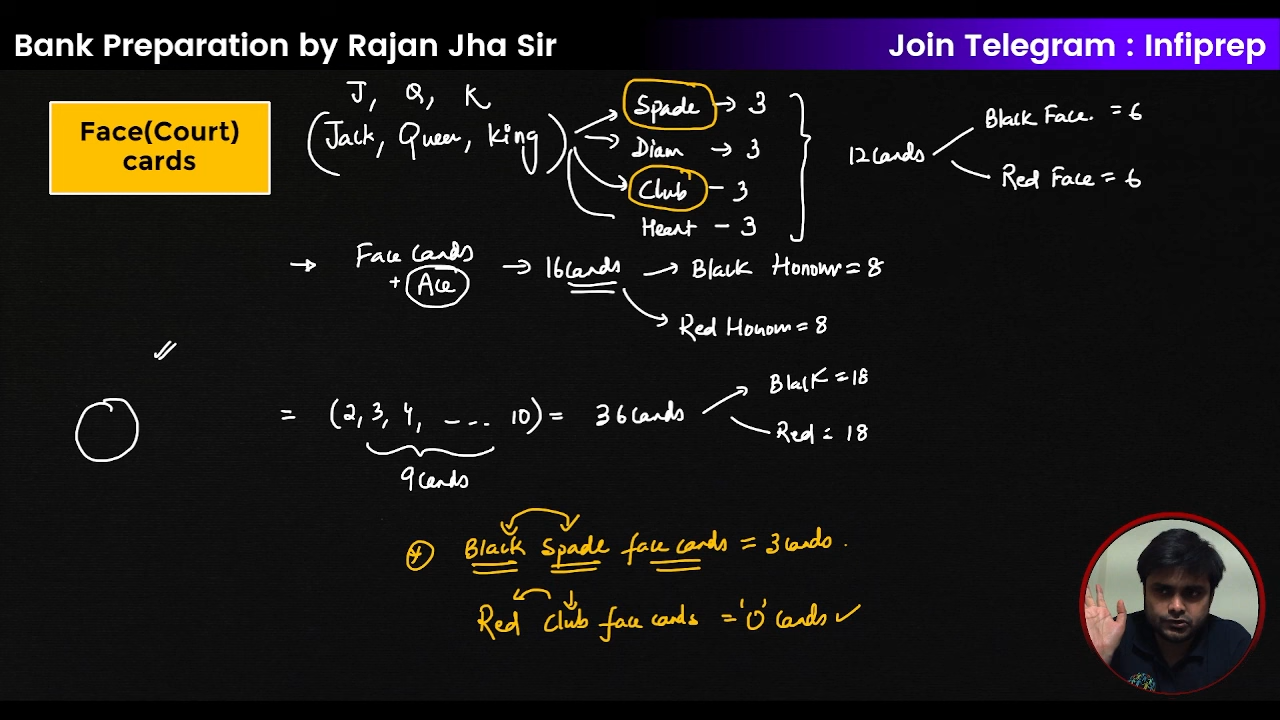 Bank Preparation by Rajan Jha Sir
Join Telegram : Infiprep
Face(Court)
cards
J, Q, K
(Jack, Queen, King)
Spade → 3
Diam → 3
Club - 3
Heart - 3
12 Cards
Black Face. = 6
Red Face = 6
→ Face Cards
+ Ace
→ 16 Cards → Black Honour = 8
Red Honour = 8
= (2, 3, 4, ---... 10) = 36 Cards
Black = 18
Red = 18
9 Cards
* Black Spade face cards = 3 Cards.
Red Club face cards = '0' Cards ✓